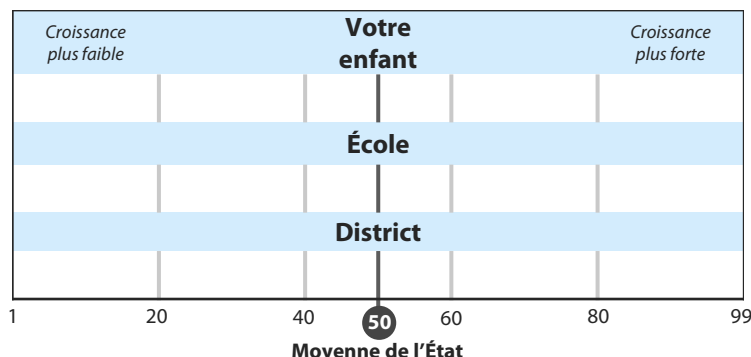 Croissance
plus faible
Votre
enfant
Croissance
plus forte
École
District
1 20 40 50 60 80 99
Moyenne de l'État